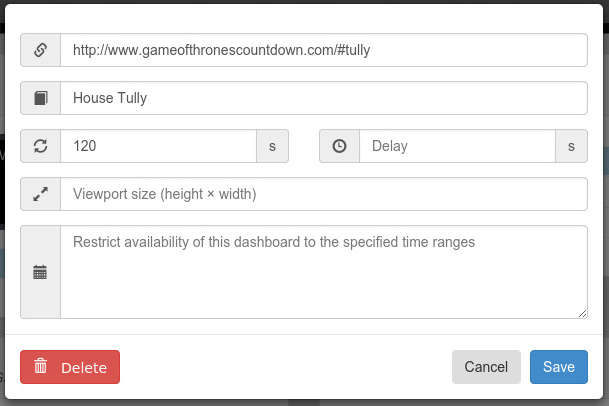 http://www.gameofthronescountdown.com/#tully
House Tully
120 s Delay s
Viewport size (height × width)
Restrict availability of this dashboard to the specified time ranges
Delete Cancel Save